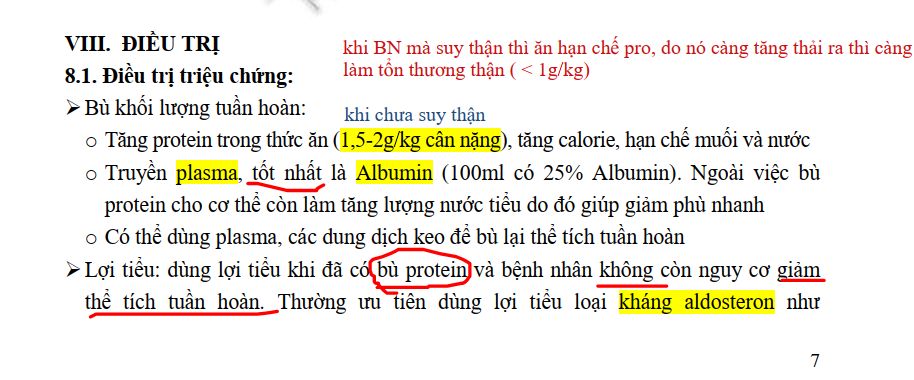 VIII. ĐIỀU TRỊ
khi BN mà suy thận thì ăn hạn chế pro, do nó càng tăng thải ra thì càng
làm tổn thương thận ( < 1g/kg)
8.1. Điều trị triệu chứng:
➢ Bù khối lượng tuần hoàn:
khi chưa suy thận
o Tăng protein trong thức ăn (1,5-2g/kg cân nặng), tăng calorie, hạn chế muối và nước
o Truyền plasma, tốt nhất là Albumin (100ml có 25% Albumin). Ngoài việc bù
protein cho cơ thể còn làm tăng lượng nước tiểu do đó giúp giảm phù nhanh
o Có thể dùng plasma, các dung dịch keo để bù lại thể tích tuần hoàn
➢ Lợi tiểu: dùng lợi tiểu khi đã có bù protein và bệnh nhân không còn nguy cơ giảm
thể tích tuần hoàn. Thường ưu tiên dùng lợi tiểu loại kháng aldosteron như
7